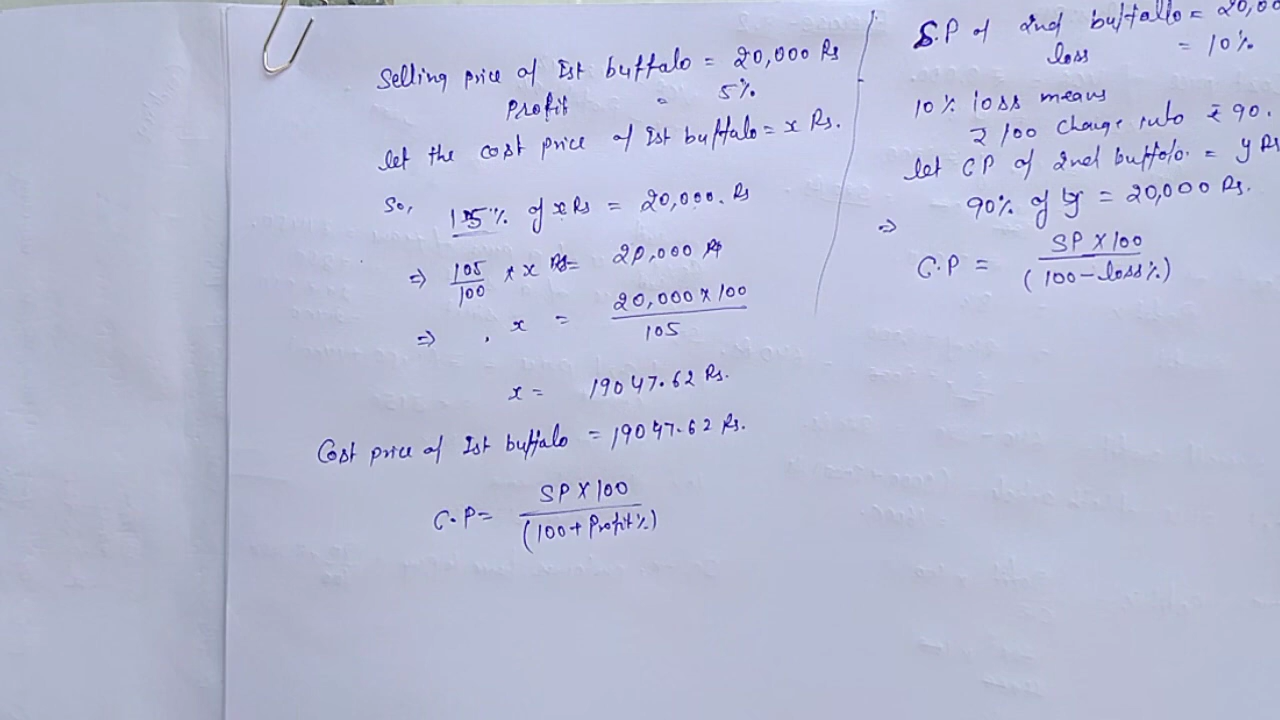 Selling price of Ist buffalo = 20,000 Rs
Profit = 5%
let the cost price of Ist buffalo = x Rs.
So,
105% of x Rs = 20,000. Rs
⇒ 105/100 * x Rs = 20,000 Rs
⇒ x = 20,000 × 100 / 105
x = 19047.62 Rs.
Cost price of Ist buffalo = 19047.62 Rs.
C.P = SP × 100 / (100 + Profit%)
S.P of 2nd buffallo = 20,00
loss = 10%
10% loss means
₹ 100 change into ₹ 90.
let CP of 2nd buffalo. = y Rs
⇒ 90% of y = 20,000 Rs.
C.P = SP × 100 / (100 - loss%)